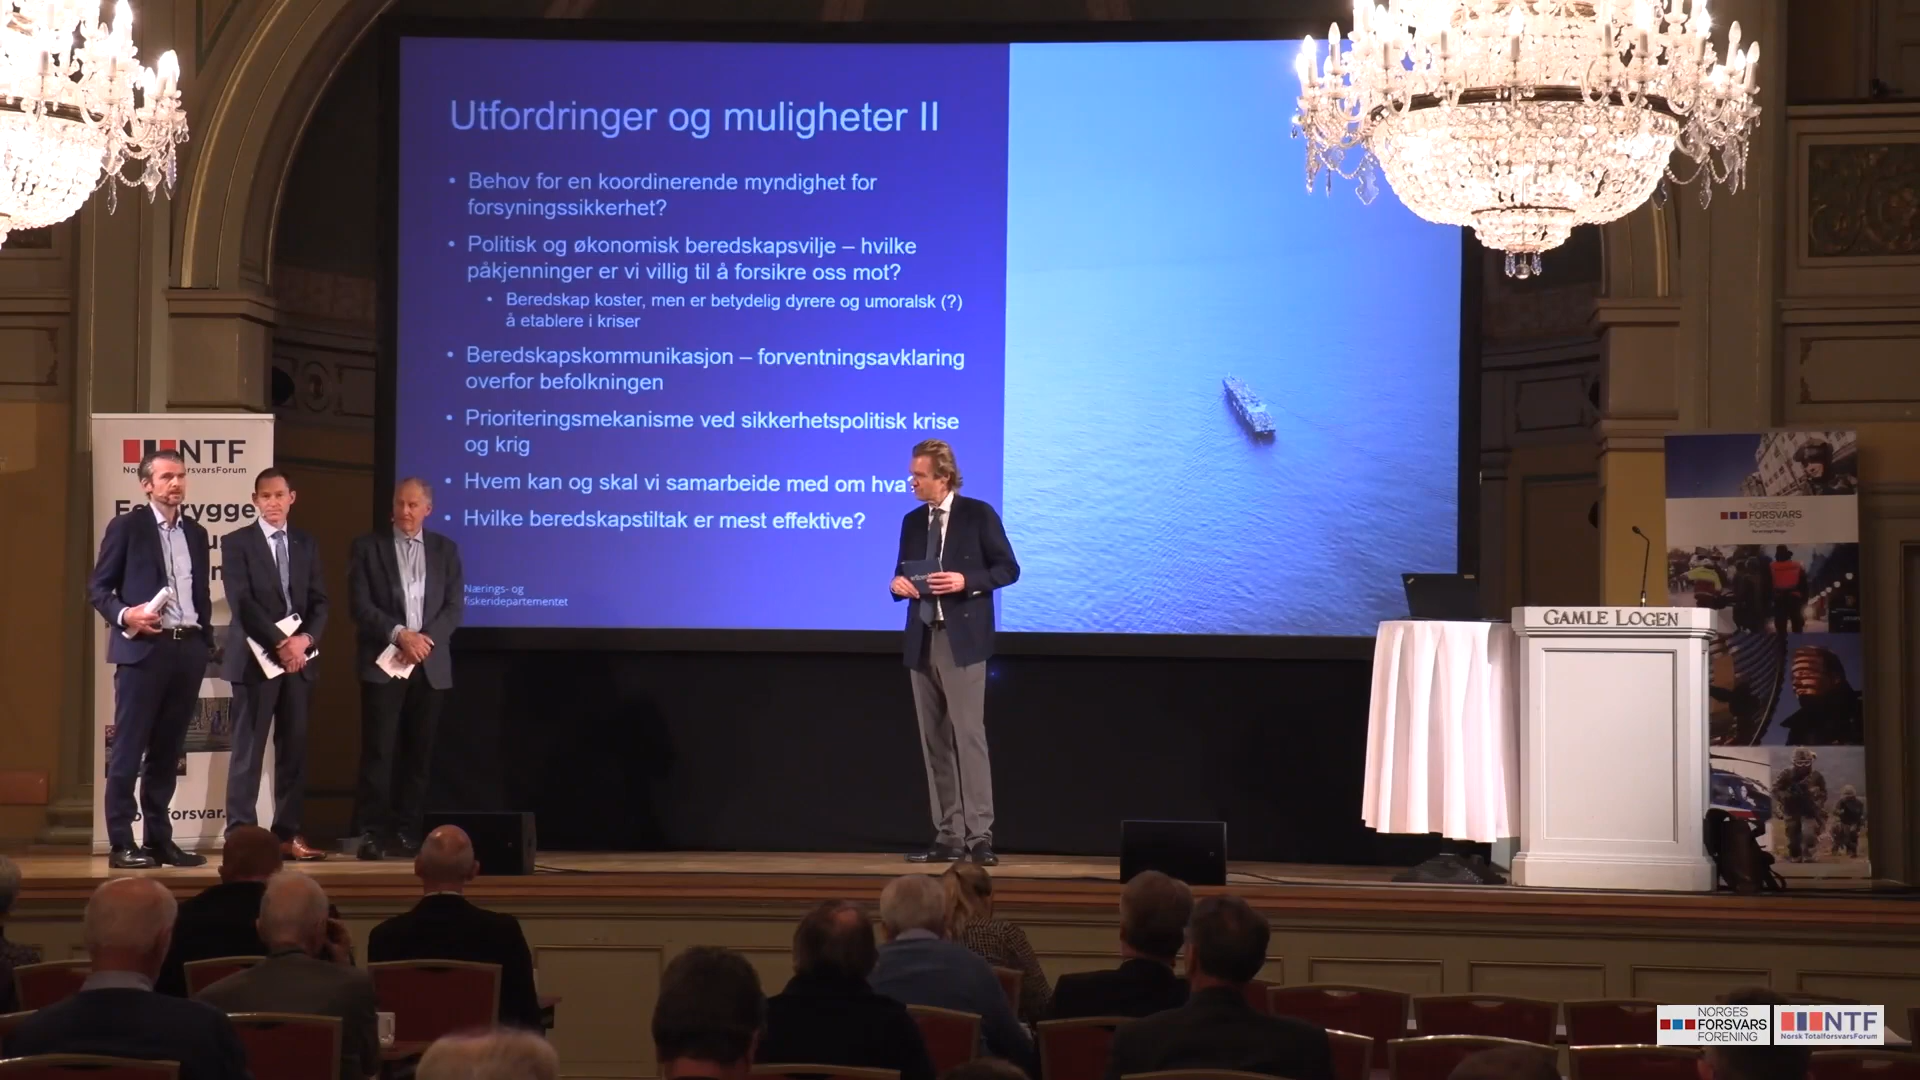 Utfordringer og muligheter II
• Behov for en koordinerende myndighet for
forsyningssikkerhet?
• Politisk og økonomisk beredskapsvilje – hvilke
påkjenninger er vi villig til å forsikre oss mot?
• Beredskap koster, men er betydelig dyrere og umoralsk (?)
å etablere i kriser
• Beredskapskommunikasjon – forventningsavklaring
overfor befolkningen
• Prioriteringsmekanisme ved sikkerhetspolitisk krise
og krig
• Hvem kan og skal vi samarbeide med om hva?
• Hvilke beredskapstiltak er mest effektive?
Nærings- og
fiskeridepartementet
NTF
GAMLE LOGEN
NORGES
FORSVARS
FORENING
NORGES
FORSVARS
FORENING
NTF
Norsk TotalforsvarsForum